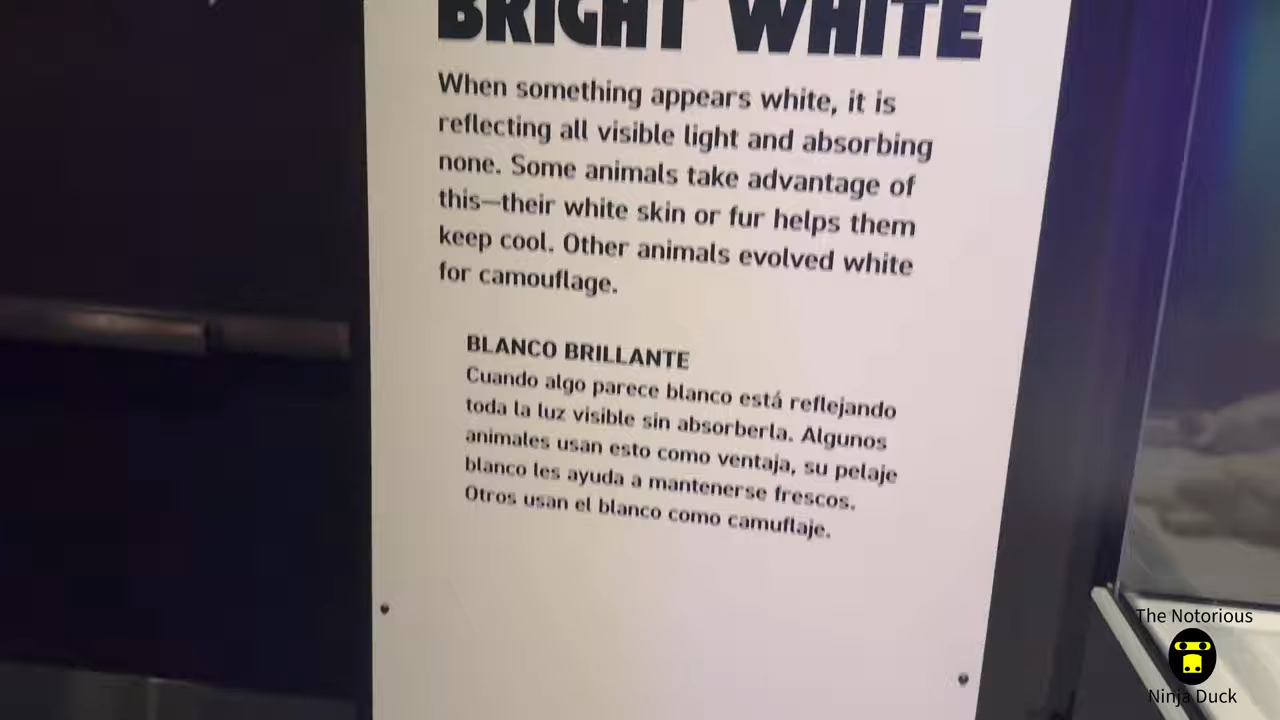 BRIGHT WHITE
When something appears white, it is
reflecting all visible light and absorbing
none. Some animals take advantage of
this—their white skin or fur helps them
keep cool. Other animals evolved white
for camouflage.
BLANCO BRILLANTE
Cuando algo parece blanco está reflejando
toda la luz visible sin absorberla. Algunos
animales usan esto como ventaja, su pelaje
blanco les ayuda a mantenerse frescos.
Otros usan el blanco como camuflaje.
The Notorious
Ninja Duck